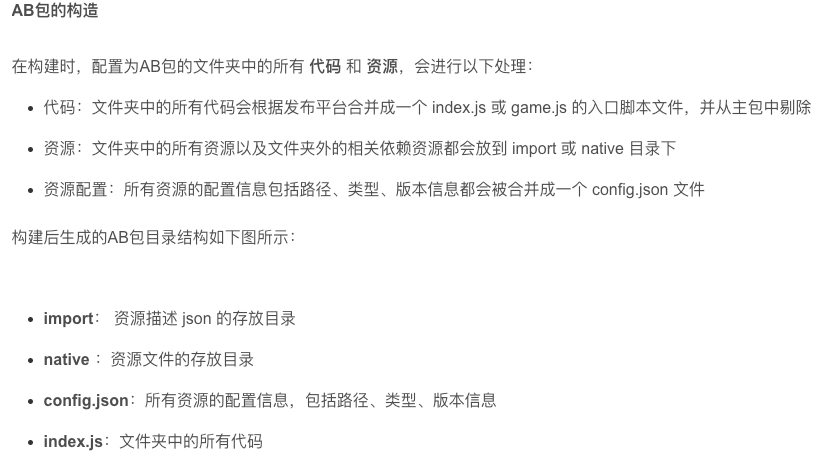 AB包的构造
在构建时，配置为AB包的文件夹中的所有 代码 和 资源，会进行以下处理：
• 代码：文件夹中的所有代码会根据发布平台合并成一个 index.js 或 game.js 的入口脚本文件，并从主包中剔除
• 资源：文件夹中的所有资源以及文件夹外的相关依赖资源都会放到 import 或 native 目录下
• 资源配置：所有资源的配置信息包括路径、类型、版本信息都会被合并成一个 config.json 文件
构建后生成的AB包目录结构如下图所示：
• import： 资源描述 json 的存放目录
• native ：资源文件的存放目录
• config.json：所有资源的配置信息，包括路径、类型、版本信息
• index.js：文件夹中的所有代码